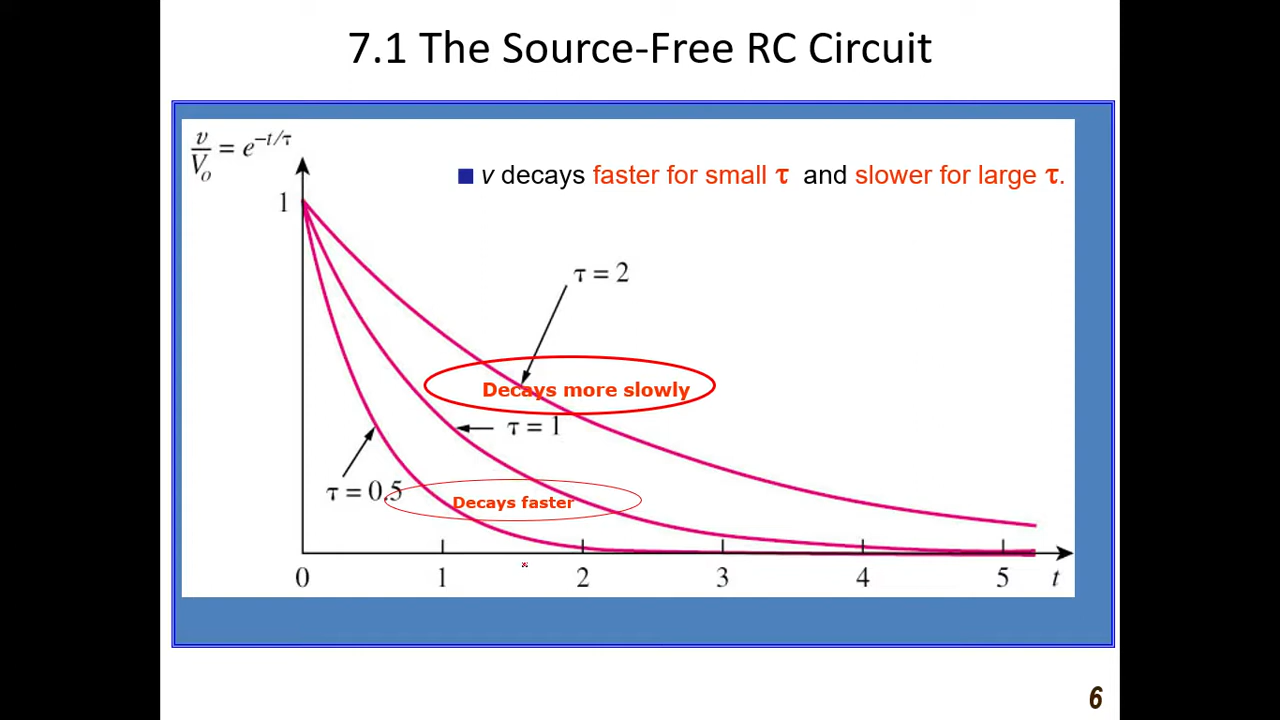 7.1 The Source-Free RC Circuit
v/Vo = e^−t/τ
■ v decays faster for small τ and slower for large τ.
1
τ = 2
Decays more slowly
τ = 1
τ = 0.5
Decays faster
0 1 2 3 4 5 t
6